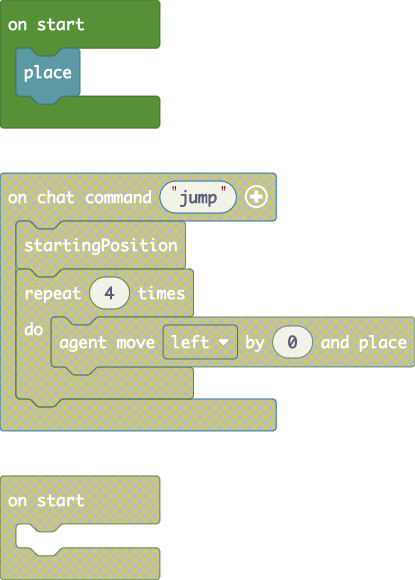 on start
place
on chat command "jump"
startingPosition
repeat 4 times
do
agent move left by 0 and place
on start